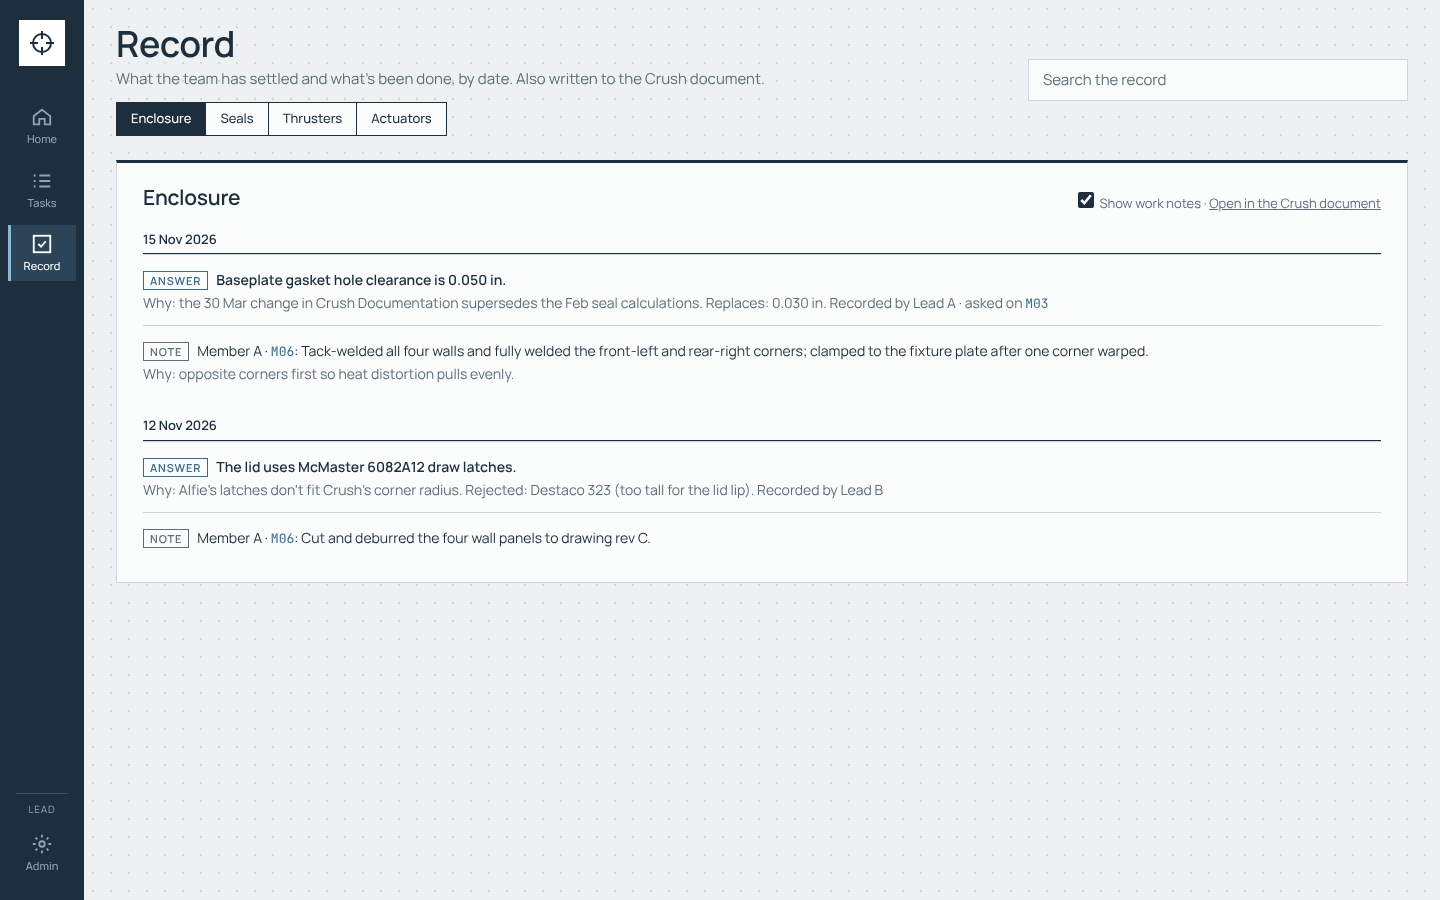 Record
What the team has settled and what's been done, by date. Also written to the Crush document.
Search the record
Enclosure
Seals
Thrusters
Actuators
Home
Tasks
Record
Enclosure
Show work notes · Open in the Crush document
15 Nov 2026
ANSWER Baseplate gasket hole clearance is 0.050 in.
Why: the 30 Mar change in Crush Documentation supersedes the Feb seal calculations. Replaces: 0.030 in. Recorded by Lead A · asked on M03
NOTE Member A · M06: Tack-welded all four walls and fully welded the front-left and rear-right corners; clamped to the fixture plate after one corner warped.
Why: opposite corners first so heat distortion pulls evenly.
12 Nov 2026
ANSWER The lid uses McMaster 6082A12 draw latches.
Why: Alfie's latches don't fit Crush's corner radius. Rejected: Destaco 323 (too tall for the lid lip). Recorded by Lead B
NOTE Member A · M06: Cut and deburred the four wall panels to drawing rev C.
LEAD
Admin